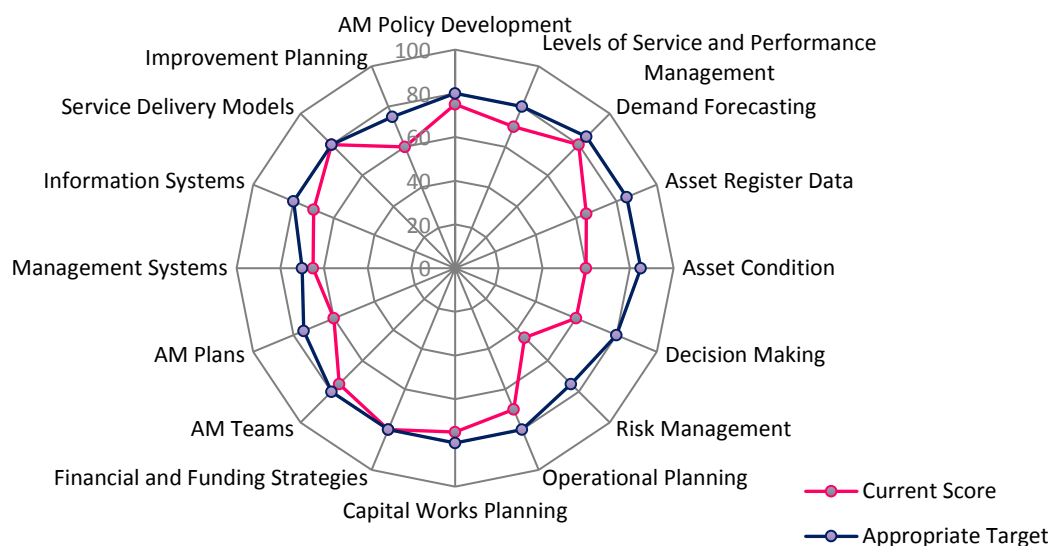 AM Policy Development
Levels of Service and Performance
Management
Demand Forecasting
Asset Register Data
Asset Condition
Decision Making
Risk Management
Operational Planning
Capital Works Planning
Financial and Funding Strategies
AM Teams
AM Plans
Management Systems
Information Systems
Service Delivery Models
Improvement Planning
100
80
60
40
20
0
Current Score
Appropriate Target